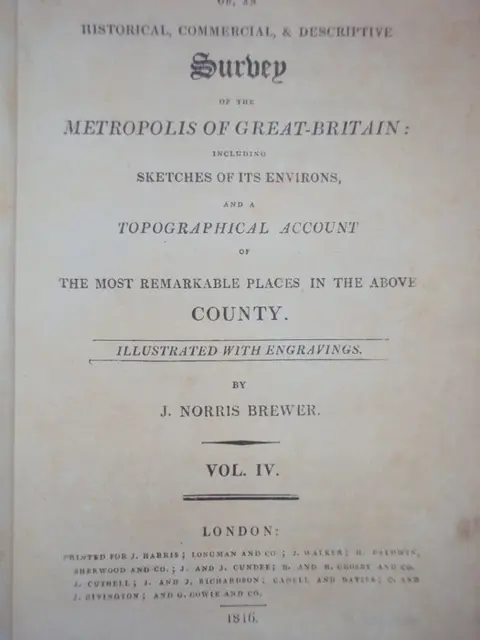 OR, AN
HISTORICAL, COMMERCIAL, & DESCRIPTIVE
Survey
OF THE
METROPOLIS OF GREAT-BRITAIN:
INCLUDING
SKETCHES OF ITS ENVIRONS,
AND A
TOPOGRAPHICAL ACCOUNT
OF
THE MOST REMARKABLE PLACES IN THE ABOVE
COUNTY.
ILLUSTRATED WITH ENGRAVINGS.
BY
J. NORRIS BREWER.
VOL. IV.
LONDON:
PRINTED FOR J. HARRIS; LONGMAN AND CO.; J. WALKER; R. BALDWIN;
SHERWOOD AND CO.; J. AND J. CUNDEE; B. AND R. CROSBY AND CO.
J. CUTHELL; J. AND J. RICHARDSON; CADELL AND DAVIES; C. AND
J. RIVINGTON; AND G. COWIE AND CO.
1816.